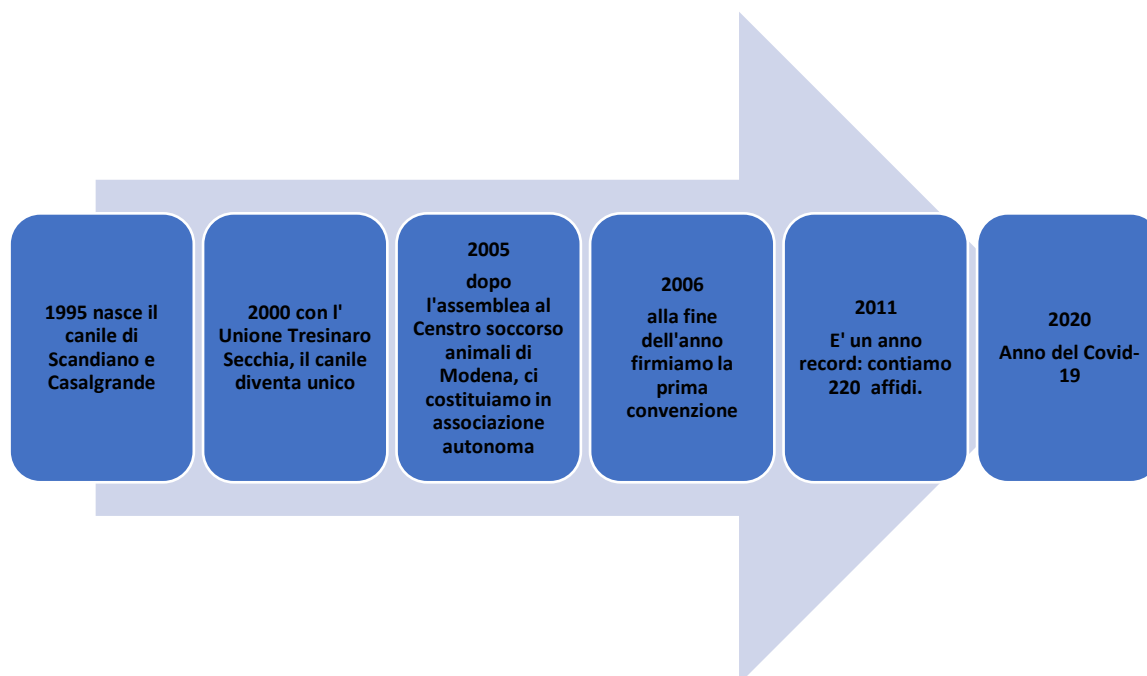 1995 nasce il
canile di
Scandiano e
Casalgrande
2000 con l'
Unione Tresinaro
Secchia, il canile
diventa unico
2005
dopo
l'assemblea al
Censtro soccorso
animali di
Modena, ci
costituiamo in
associazione
autonoma
2006
alla fine
dell'anno
firmiamo la
prima
convenzione
2011
E' un anno
record: contiamo
220 affidi.
2020
Anno del Covid-
19